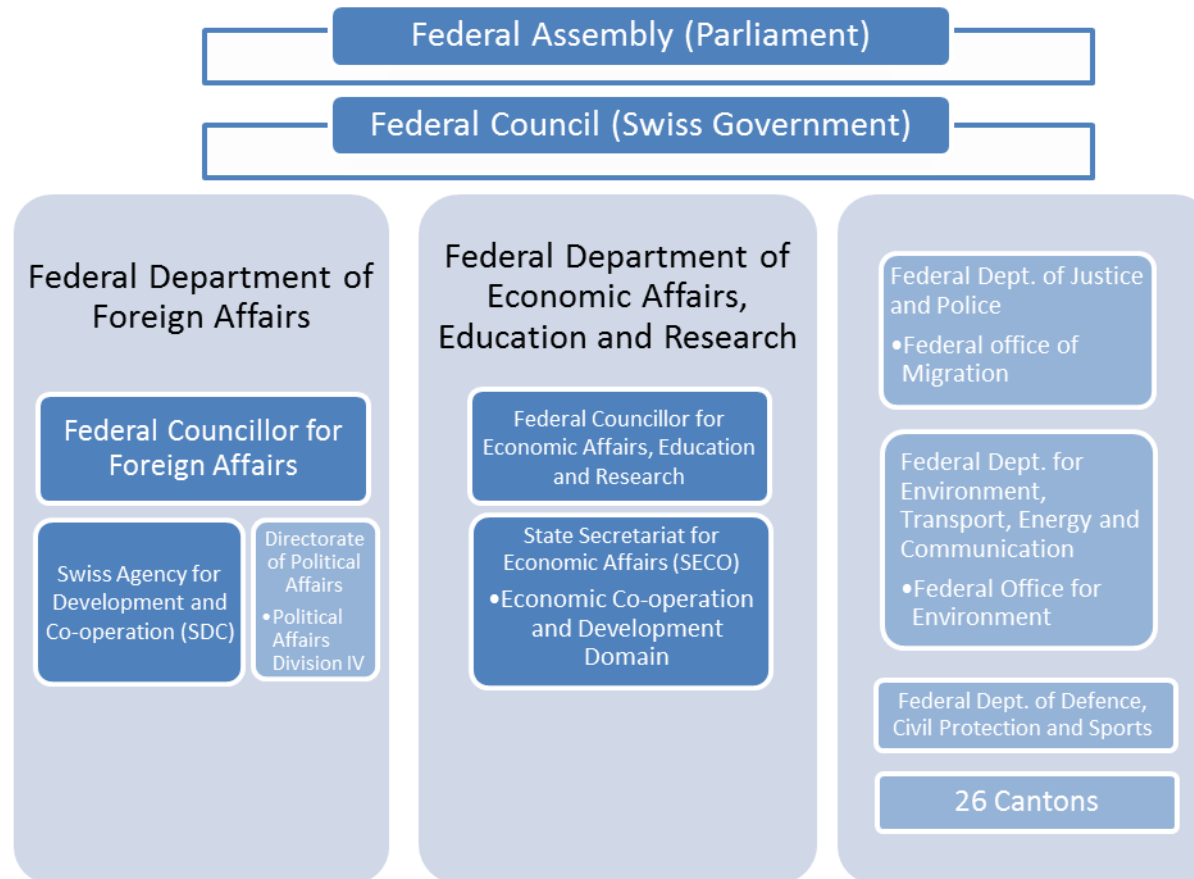 Federal Assembly (Parliament)
Federal Council (Swiss Government)
Federal Department of
Foreign Affairs
Federal Councillor for
Foreign Affairs
Swiss Agency for
Development and
Co-operation (SDC)
Directorate
of Political
Affairs
•Political
Affairs
Division IV
Federal Department of
Economic Affairs,
Education and Research
Federal Councillor for
Economic Affairs, Education
and Research
State Secretariat for
Economic Affairs (SECO)
•Economic Co-operation
and Development
Domain
Federal Dept. of Justice
and Police
•Federal office of
Migration
Federal Dept. for
Environment,
Transport, Energy and
Communication
•Federal Office for
Environment
Federal Dept. of Defence,
Civil Protection and Sports
26 Cantons